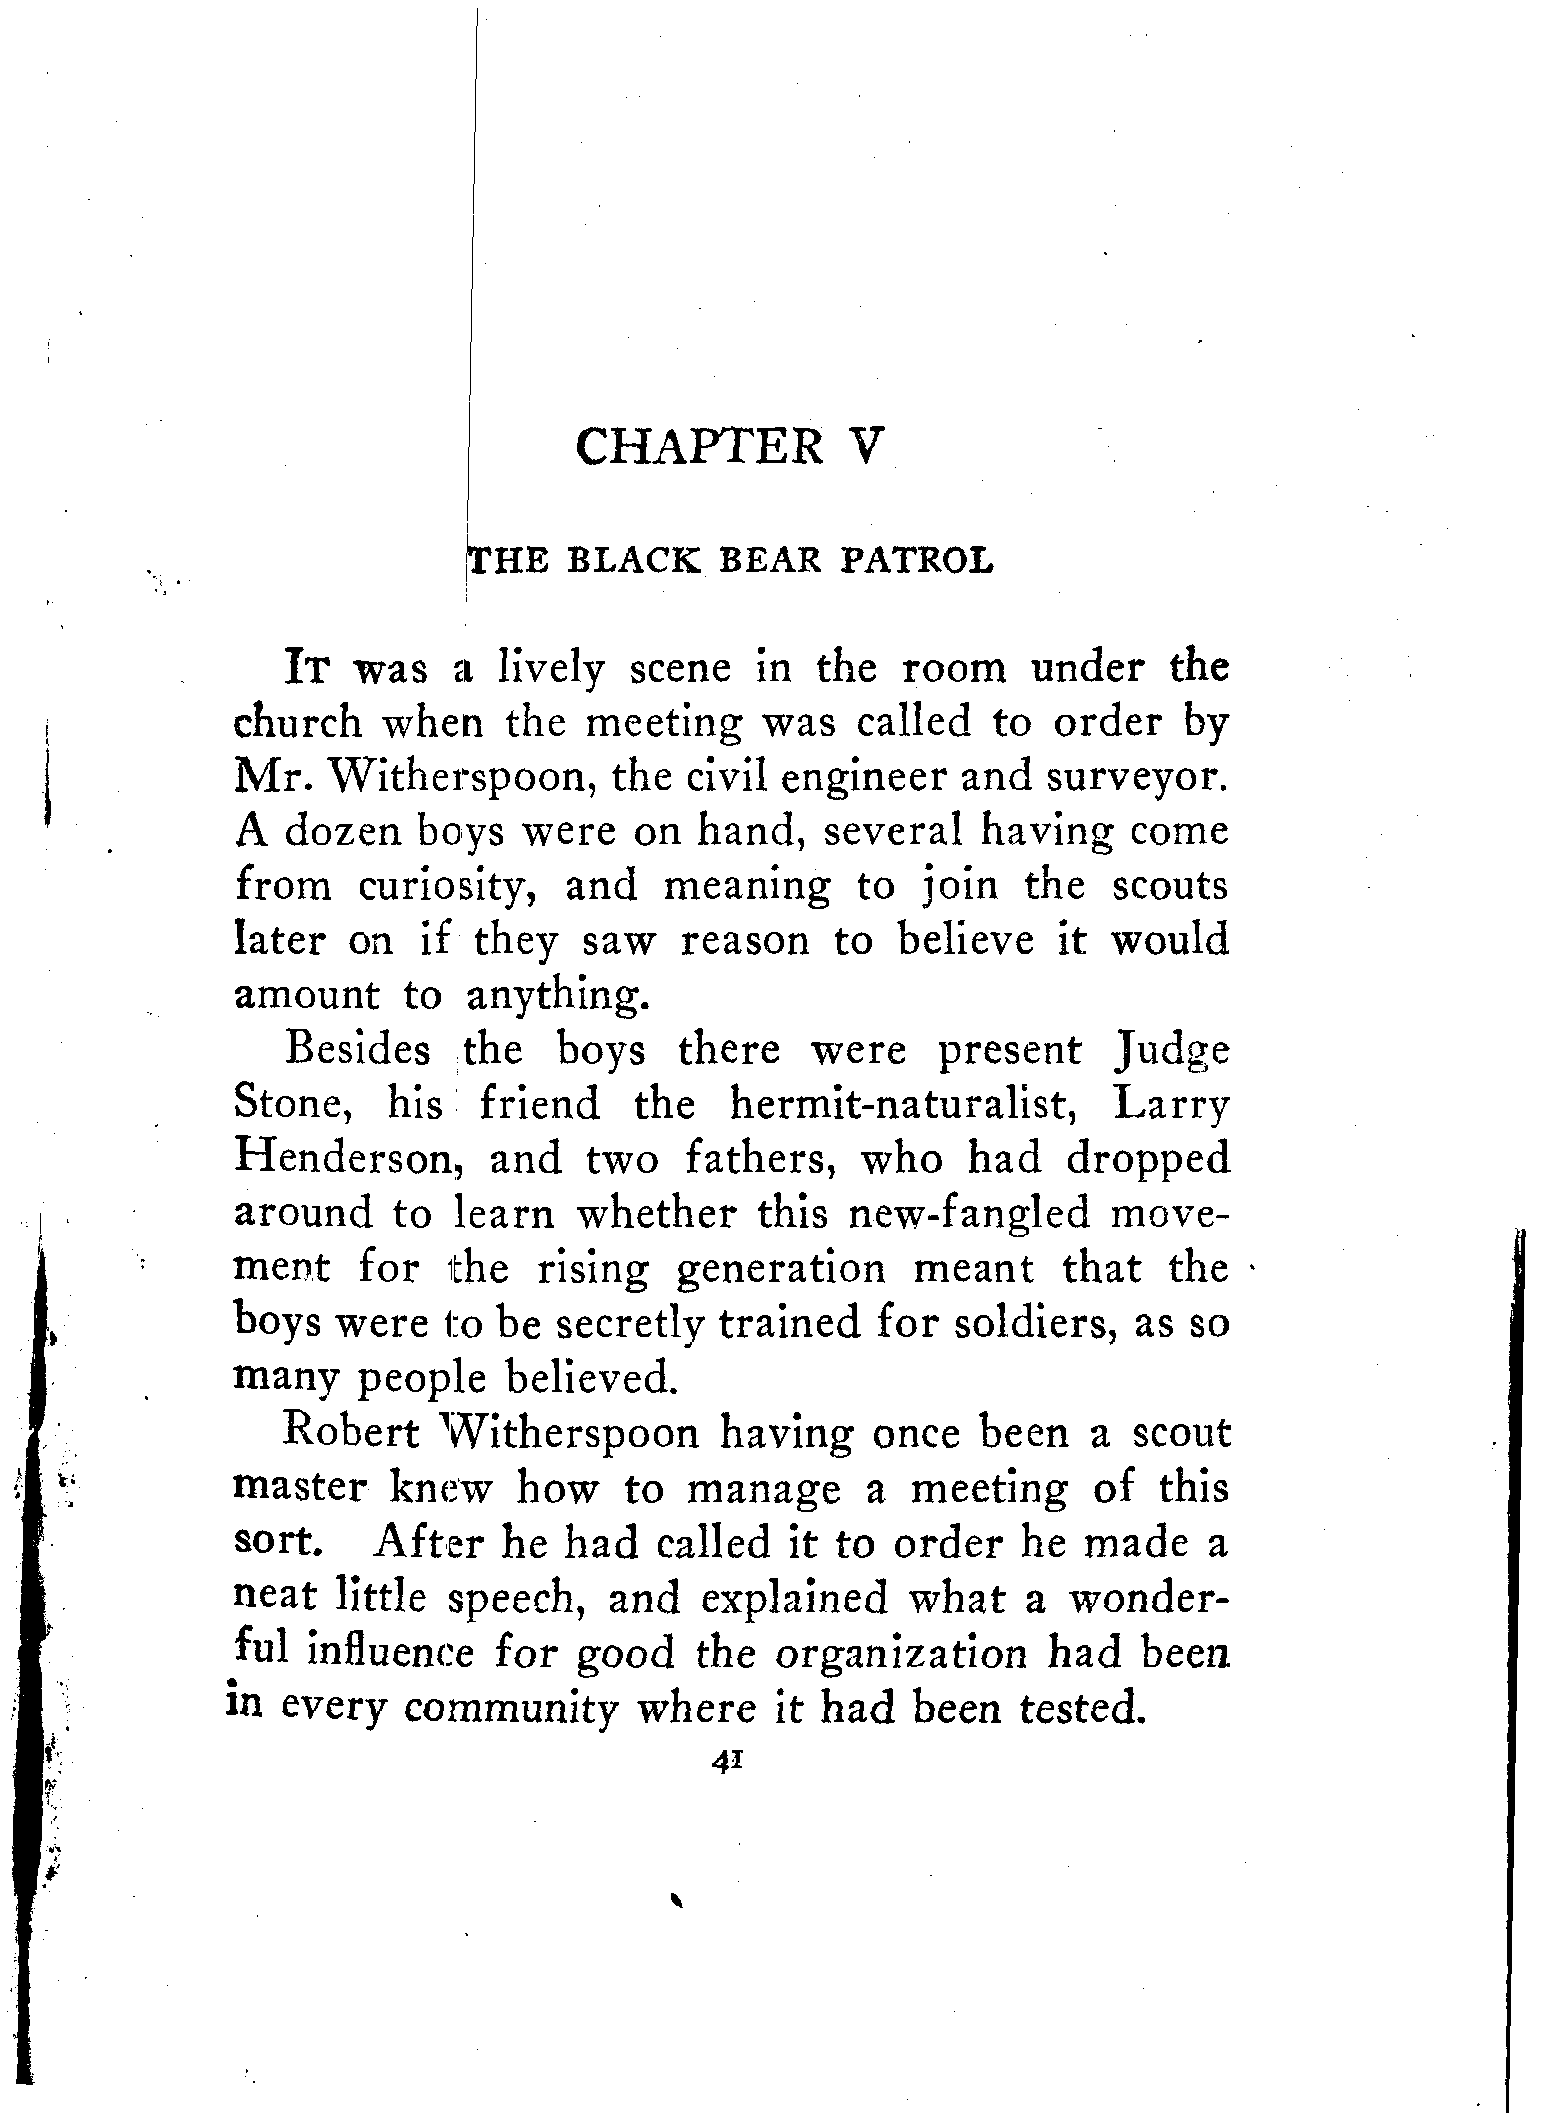 CHAPTER V
THE BLACK BEAR PATROL
IT was a lively scene in the room under the
church when the meeting was called to order by
Mr. Witherspoon, the civil engineer and surveyor.
A dozen boys were on hand, several having come
from curiosity, and meaning to join the scouts
later on if they saw reason to believe it would
amount to anything.
Besides the boys there were present Judge
Stone, his friend the hermit-naturalist, Larry
Henderson, and two fathers, who had dropped
around to learn whether this new-fangled move-
ment for the rising generation meant that the
boys were to be secretly trained for soldiers, as so
many people believed.
Robert Witherspoon having once been a scout
master knew how to manage a meeting of this
sort. After he had called it to order he made a
neat little speech, and explained what a wonder-
ful influence for good the organization had been
in every community where it had been tested.
41